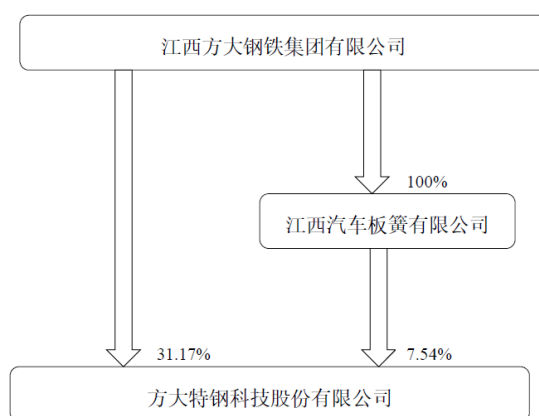 江西方大钢铁集团有限公司
100%
江西汽车板簧有限公司
31.17%
7.54%
方大特钢科技股份有限公司